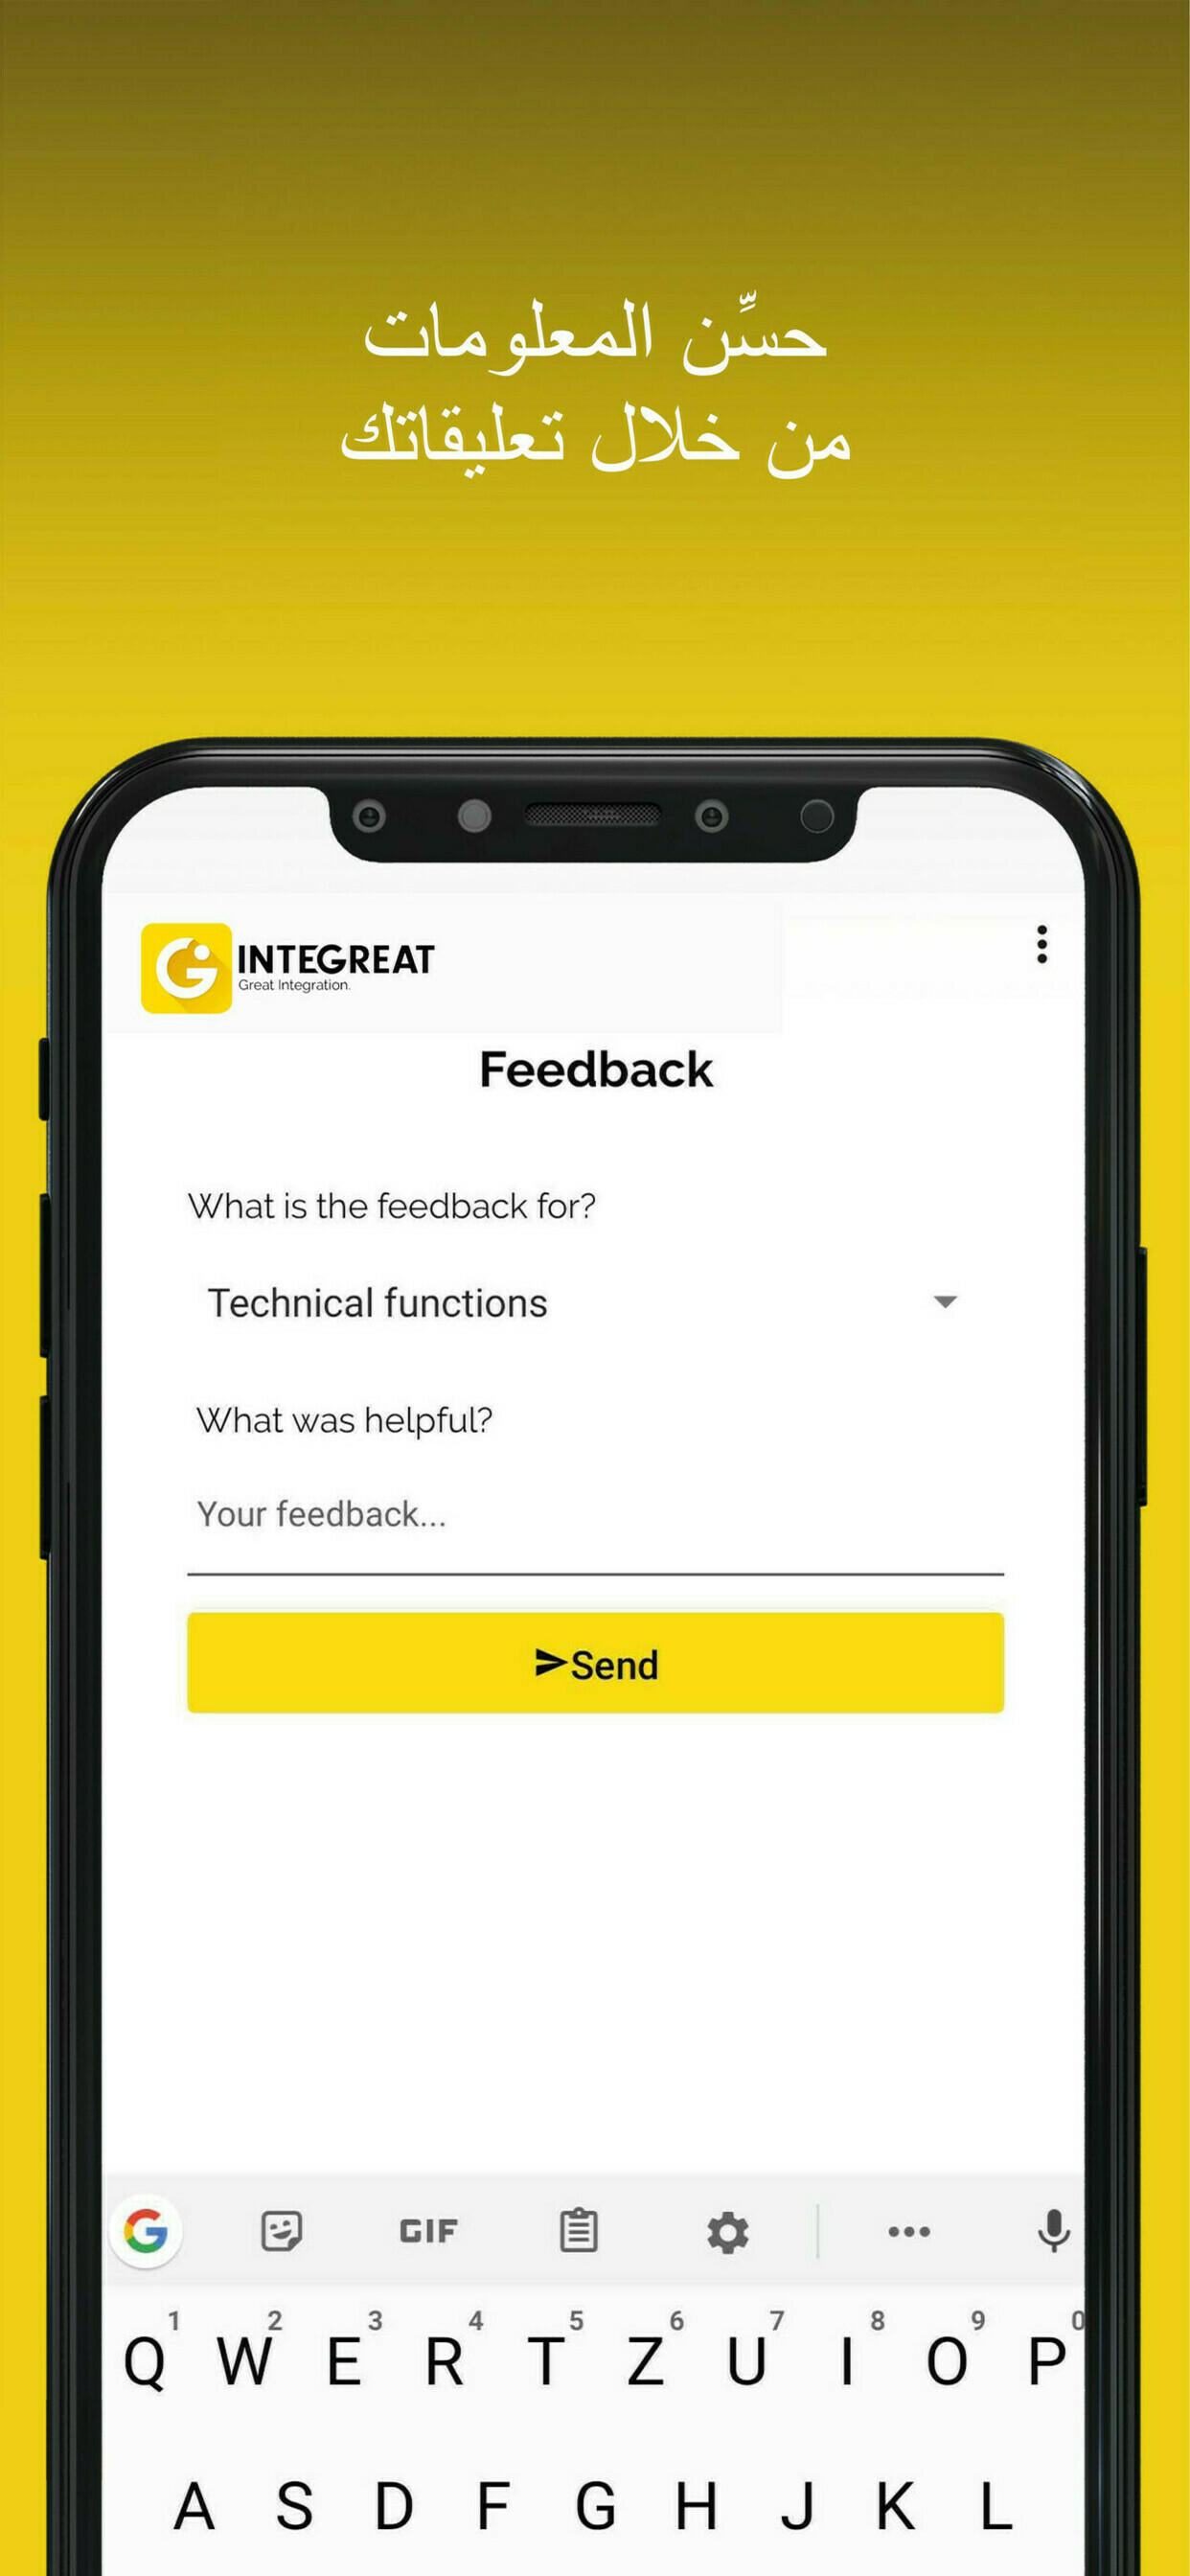 حسِّن المعلومات
من خلال تعليقاتك
INTEGREAT
Great Integration.
Feedback
What is the feedback for?
Technical functions
What was helpful?
Your feedback...
Send
G GIF
1 2 3 4 5 6 7 8 9 0
Q W E R T Z U I O P
A S D F G H J K L